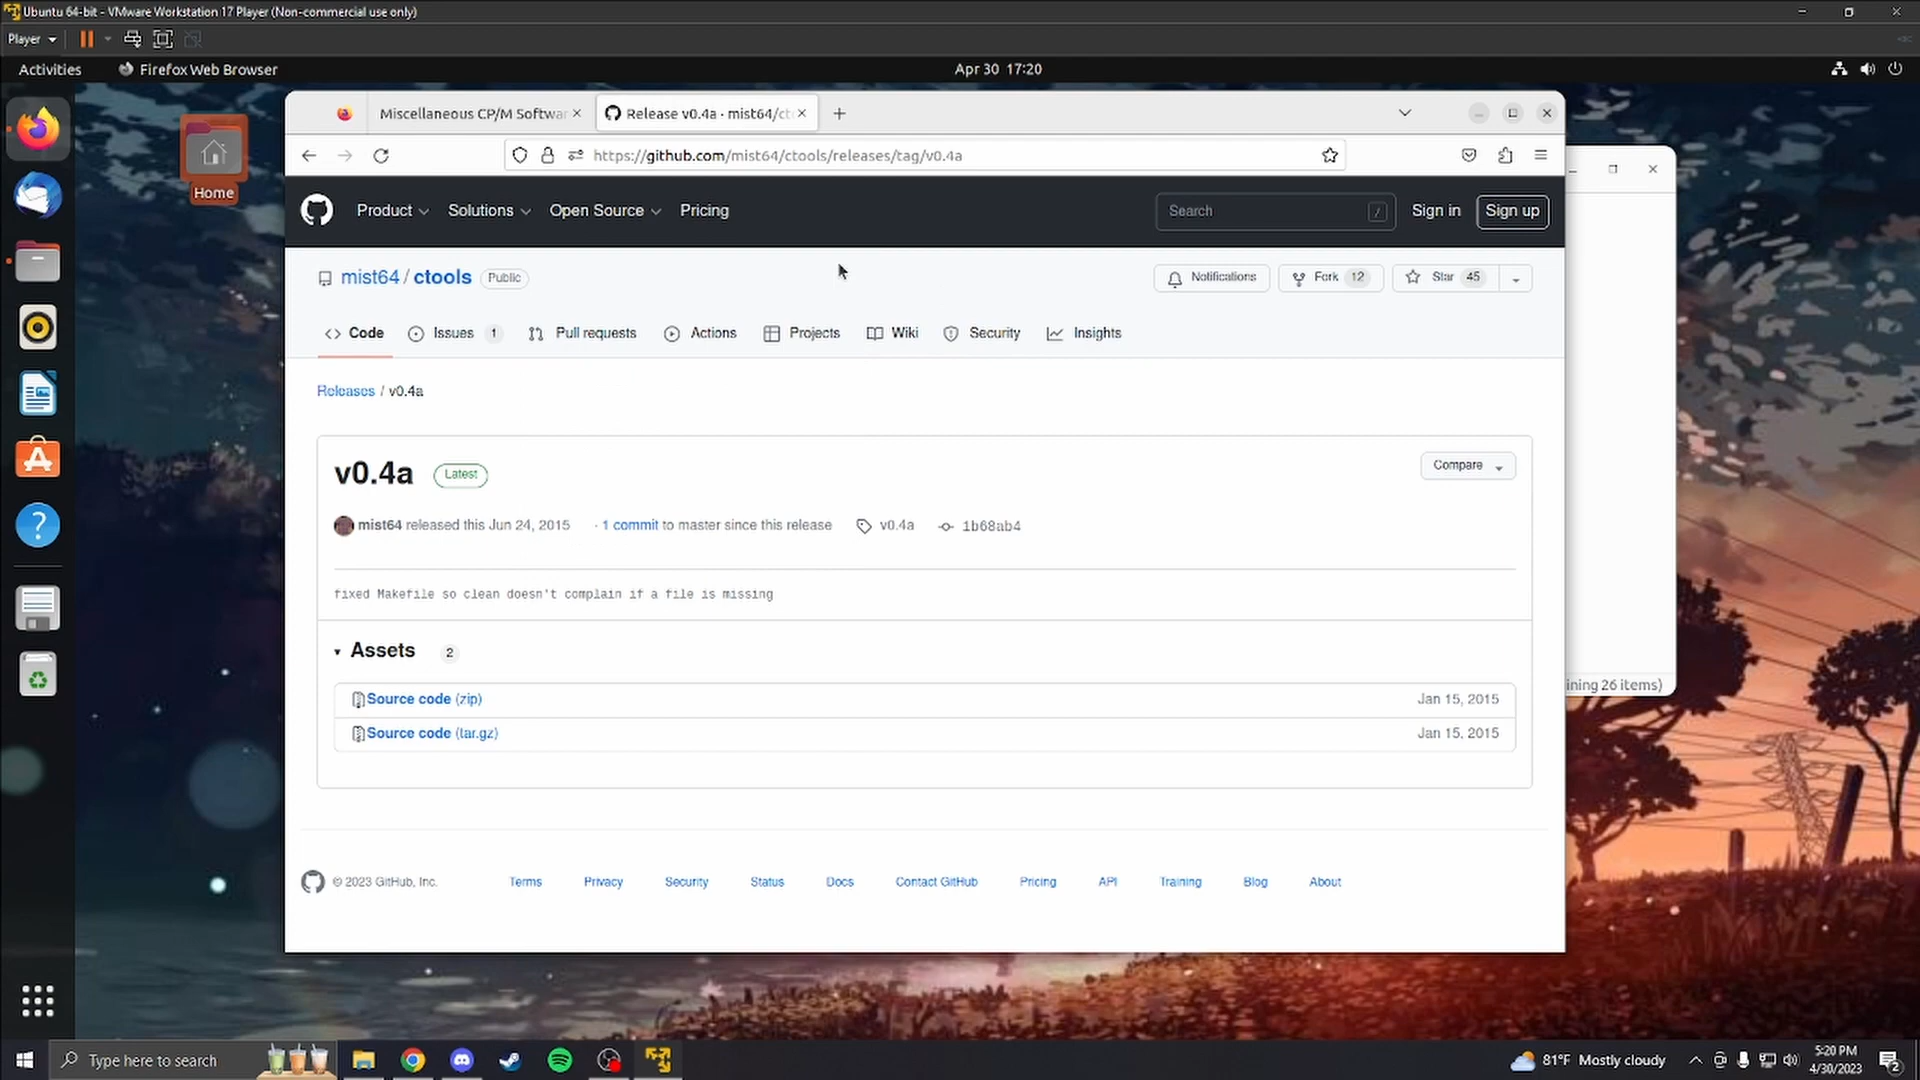 Ubuntu 64-bit - VMware Workstation 17 Player (Non-commercial use only)
Player
Activities
Firefox Web Browser
Apr 30 17:20
Miscellaneous CP/M Softwar
Release v0.4a · mist64/cto
https://github.com/mist64/ctools/releases/tag/v0.4a
Home
Product
Solutions
Open Source
Pricing
Search
/
Sign in
Sign up
mist64 / ctools
Public
Notifications
Fork 12
Star 45
Code
Issues 1
Pull requests
Actions
Projects
Wiki
Security
Insights
Releases / v0.4a
v0.4a
Latest
Compare
mist64 released this Jun 24, 2015
· 1 commit to master since this release
v0.4a
1b68ab4
fixed Makefile so clean doesn't complain if a file is missing
Assets 2
Source code (zip)
Jan 15, 2015
Source code (tar.gz)
Jan 15, 2015
ining 26 items)
© 2023 GitHub, Inc.
Terms
Privacy
Security
Status
Docs
Contact GitHub
Pricing
API
Training
Blog
About
Type here to search
81°F Mostly cloudy
5:20 PM
4/30/2023
2